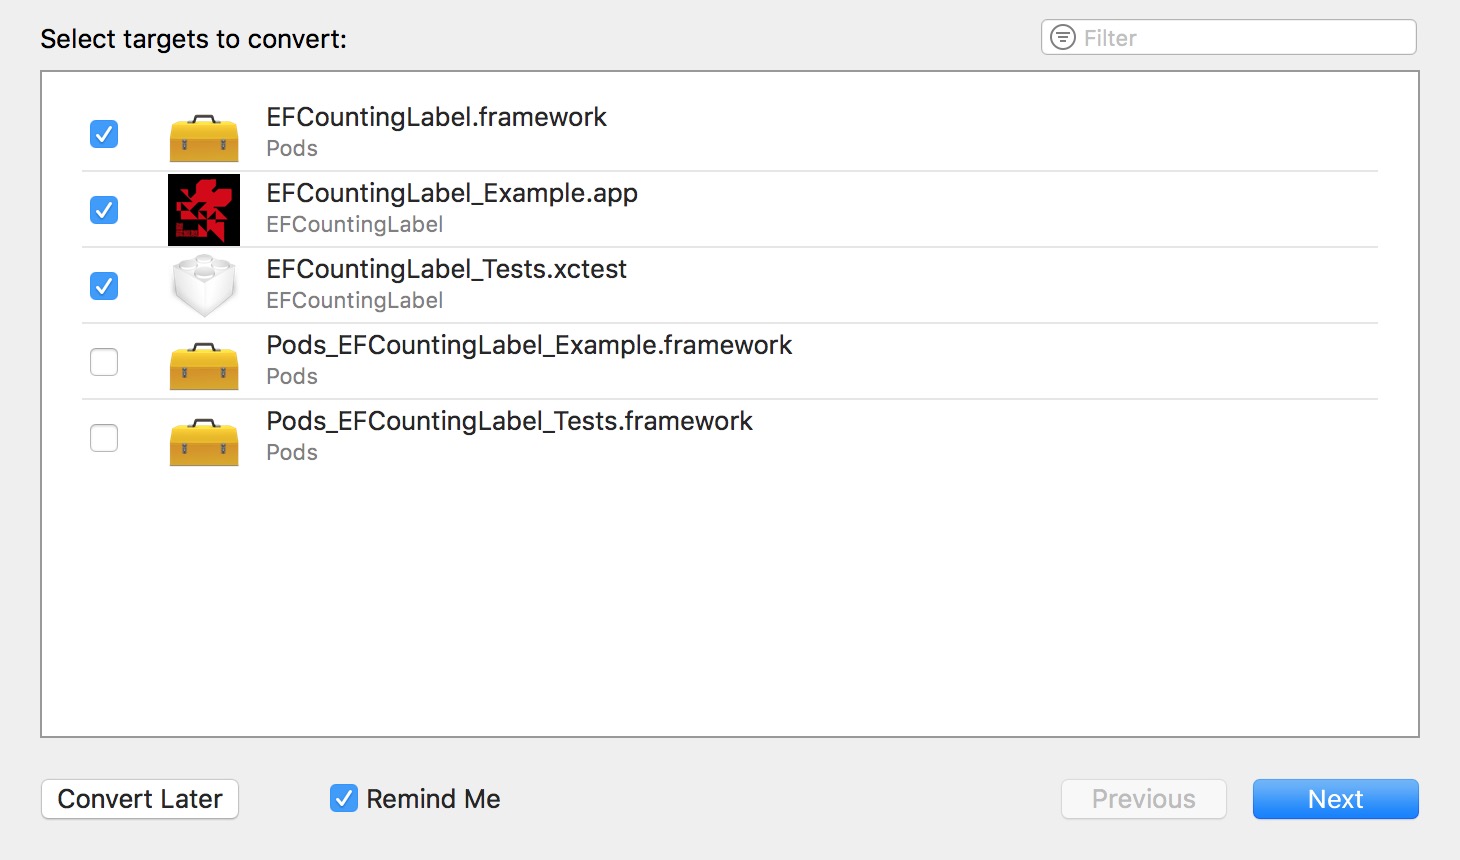 Select targets to convert:
Filter
EFCountingLabel.framework
Pods
EFCountingLabel_Example.app
EFCountingLabel
EFCountingLabel_Tests.xctest
EFCountingLabel
Pods_EFCountingLabel_Example.framework
Pods
Pods_EFCountingLabel_Tests.framework
Pods
Convert Later
Remind Me
Previous
Next